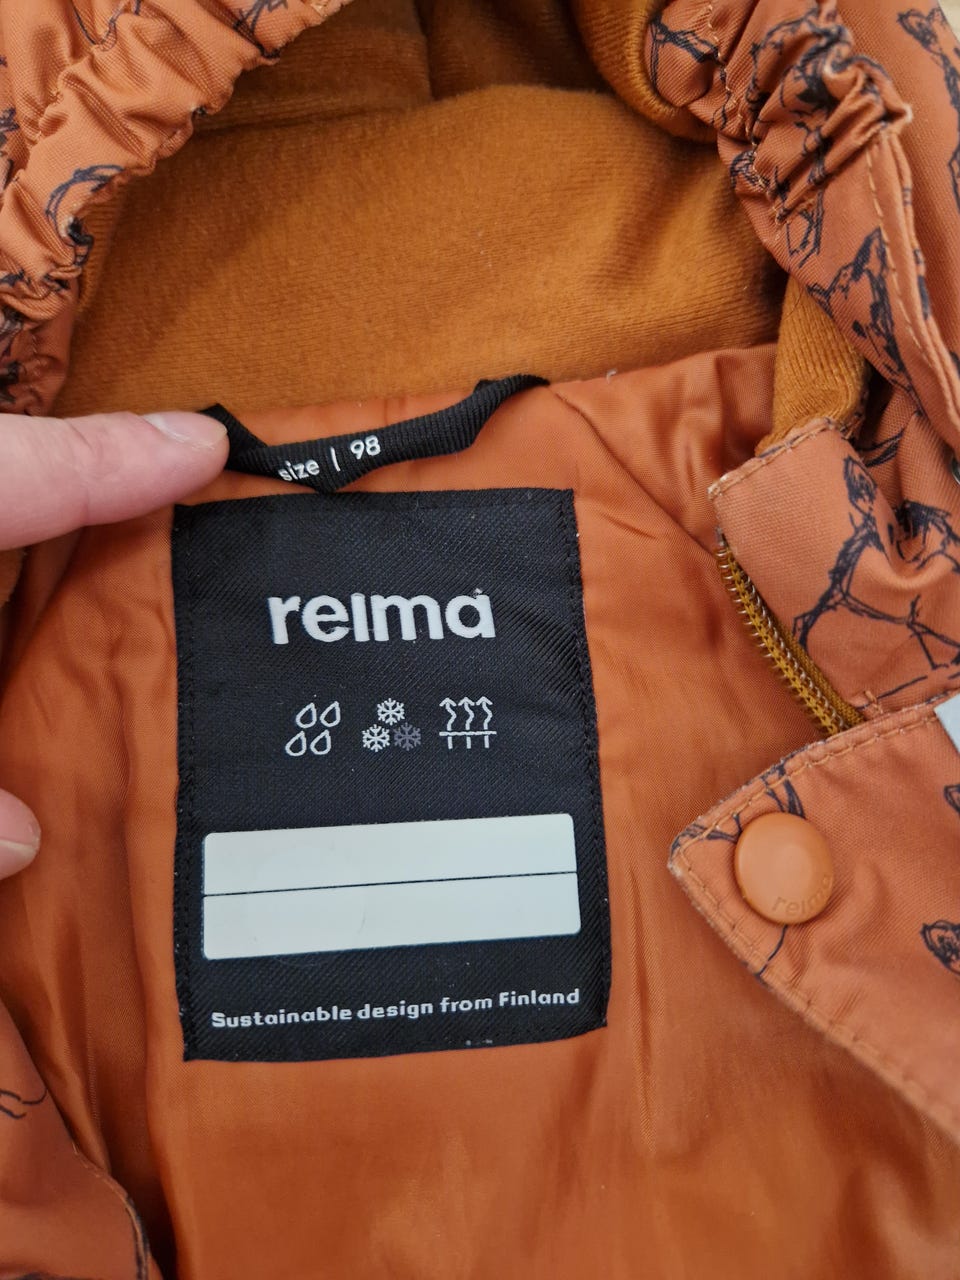 size | 98
reima
Sustainable design from Finland
reima